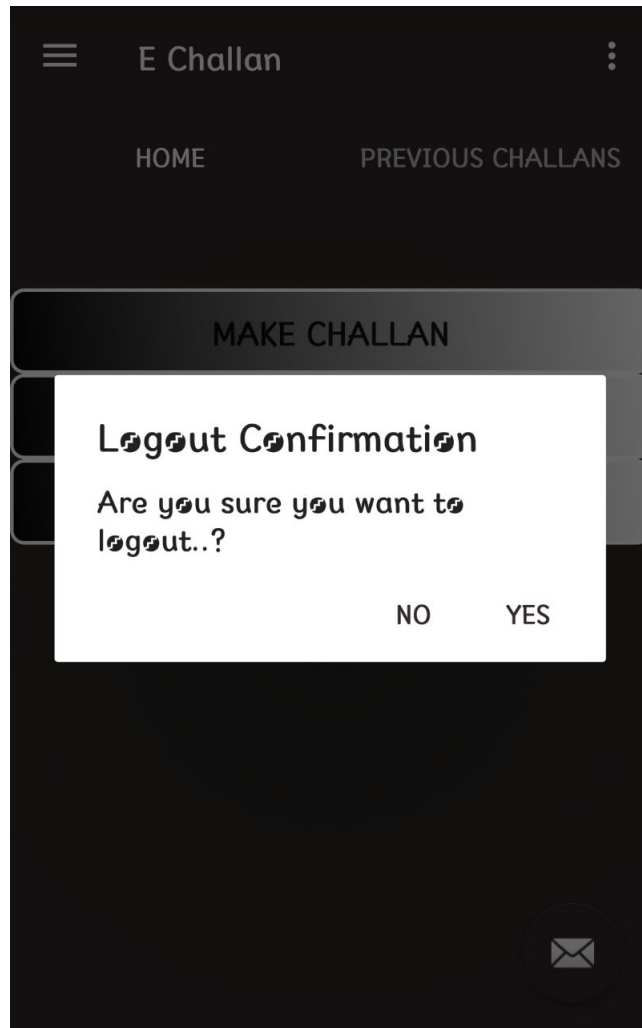 E Challan
HOME PREVIOUS CHALLANS
MAKE CHALLAN
Logout Confirmation
Are you sure you want to
logout..?
NO YES